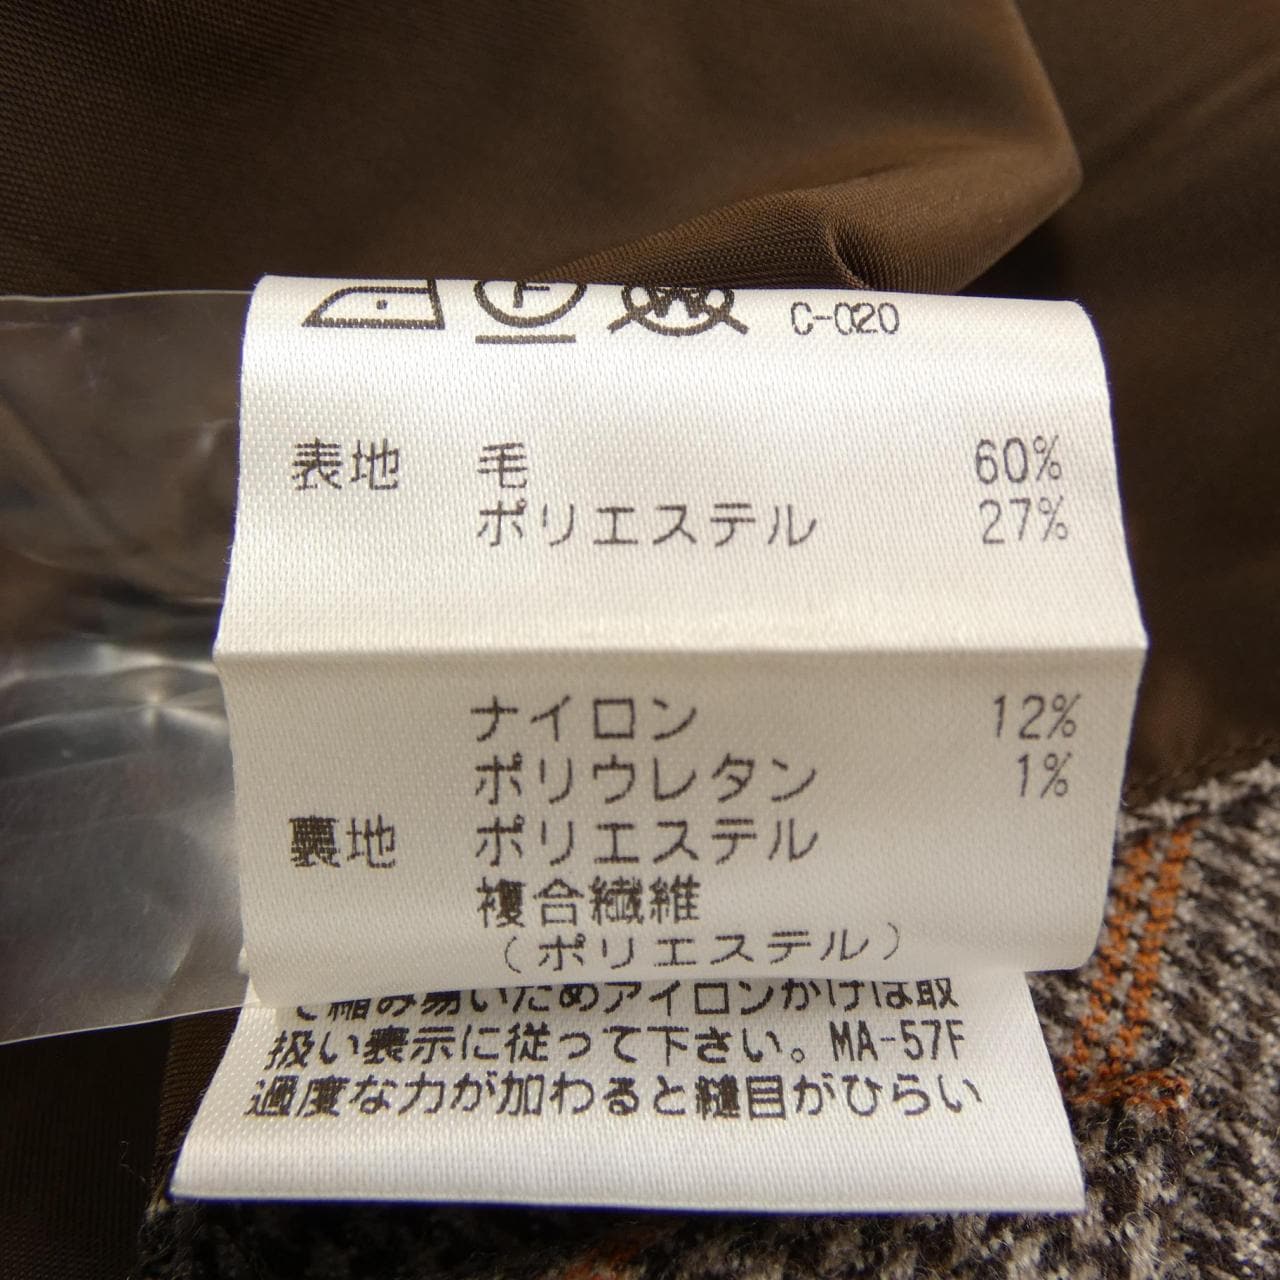 C-020
表地 毛 60%
ポリエステル 27%
ナイロン 12%
ポリウレタン 1%
裏地 ポリエステル
複合繊維
(ポリエステル)
縮み易いためアイロンかけは取
扱い表示に従って下さい。MA-57F
過度な力が加わると縫目がひらい